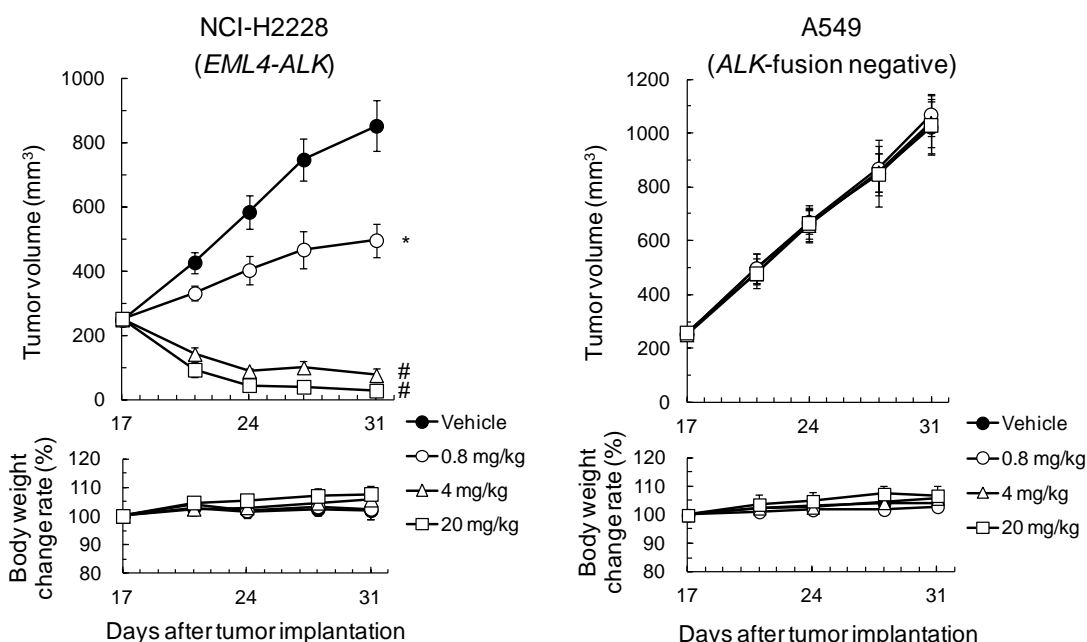 NCI-H2228
(EML4-ALK)
Tumor volume (mm³)
1000
800
600
400
200
0
*
#
#
17
24
31
Body weight
change rate (%)
120
110
100
90
80
17
24
31
Days after tumor implantation
Vehicle
0.8 mg/kg
4 mg/kg
20 mg/kg
A549
(ALK-fusion negative)
Tumor volume (mm³)
1200
1000
800
600
400
200
0
17
24
31
Body weight
change rate (%)
120
110
100
90
80
17
24
31
Days after tumor implantation
Vehicle
0.8 mg/kg
4 mg/kg
20 mg/kg